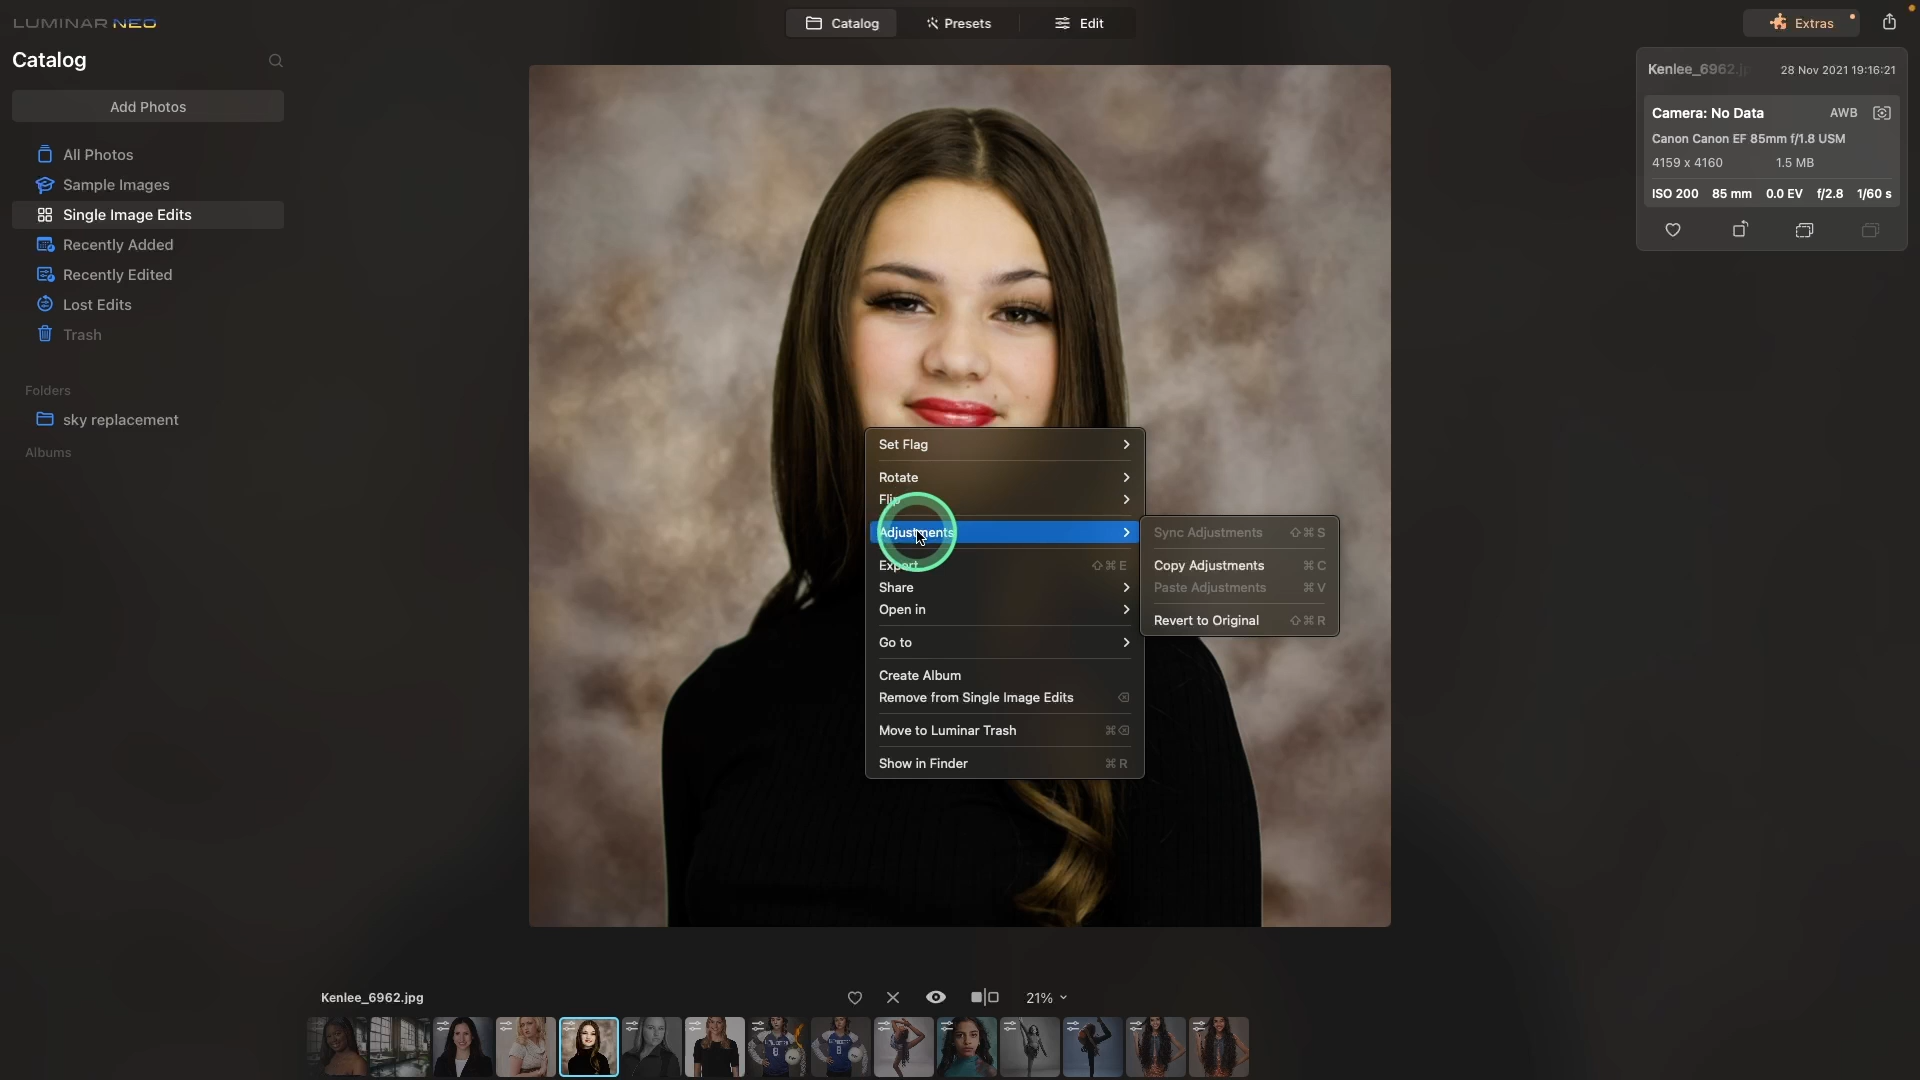 LUMINAR NEO
Catalog
Presets
Edit
Extras
Catalog
Add Photos
All Photos
Sample Images
Single Image Edits
Recently Added
Recently Edited
Lost Edits
Trash
Folders
sky replacement
Albums
Kenlee_6962.jp
28 Nov 2021 19:16:21
Camera: No Data
AWB
Canon Canon EF 85mm f/1.8 USM
4159 x 4160
1.5 MB
ISO 200 85 mm 0.0 EV f/2.8 1/60 s
Set Flag
Rotate
Flip
Adjustments
Export ⇧⌘E
Share
Open in
Go to
Create Album
Remove from Single Image Edits ⌫
Move to Luminar Trash ⌘⌫
Show in Finder ⌘R
Sync Adjustments ⇧⌘S
Copy Adjustments ⌘C
Paste Adjustments ⌘V
Revert to Original ⇧⌘R
Kenlee_6962.jpg
21%
8
8